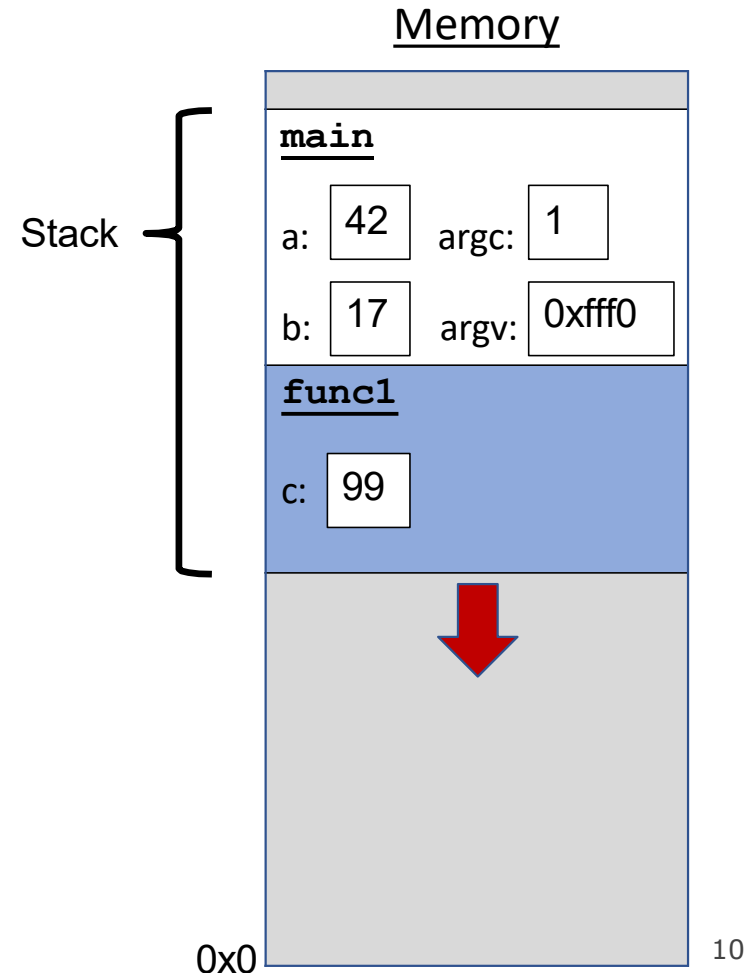 Memory
main
Stack
a: 42 argc: 1
b: 17 argv: 0xfff0
func1
c: 99
0x0
10